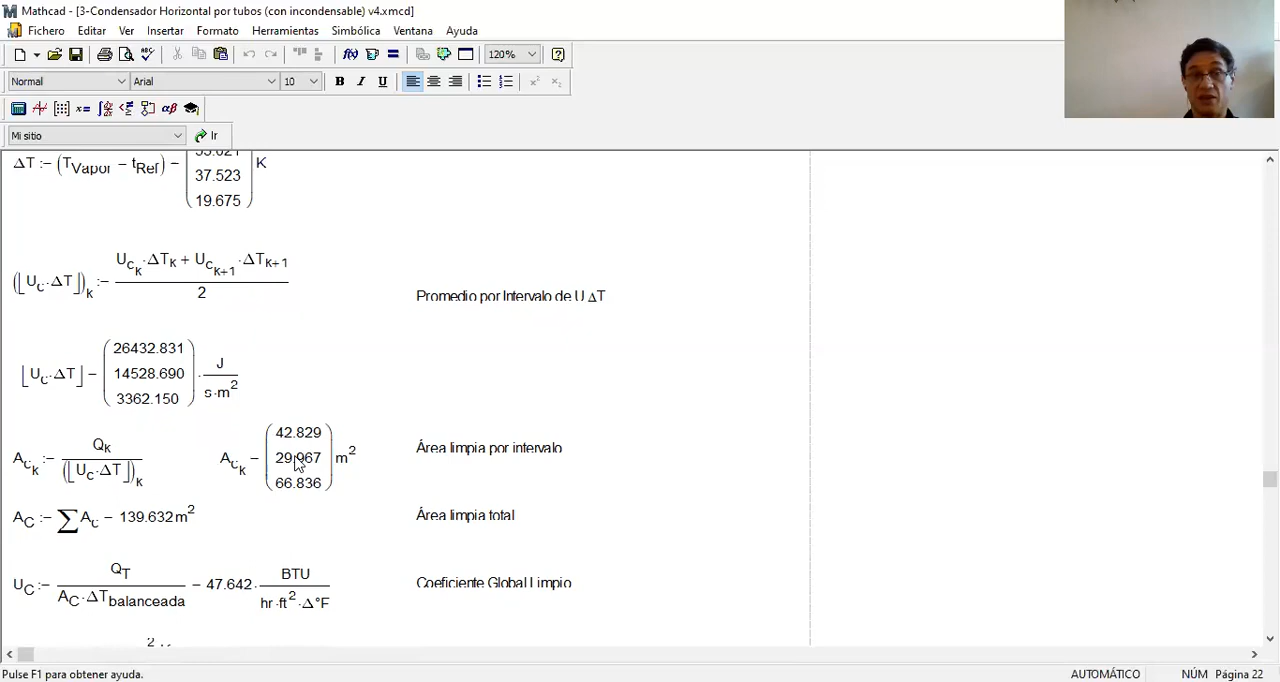 Mathcad - [3-Condensador Horizontal por tubos (con incondensable) v4.xmcd]
Fichero Editar Ver Insertar Formato Herramientas Simbólica Ventana Ayuda
120%
Normal Arial 10 B I U
Mi sitio Ir
ΔT := (T_Vapor − t_Ref) =
37.523
19.675
K
(⌊U_c·ΔT⌋)_k := (U_c_k·ΔT_k + U_c_k+1·ΔT_k+1) / 2
Promedio por Intervalo de U ΔT
⌊U_c·ΔT⌋ =
26432.831
14528.690
3362.150
· J / (s·m²)
A_c_k := Q_k / (⌊U_c·ΔT⌋)_k
A_c_k =
42.829
29.967
66.836
m²
Área limpia por intervalo
A_C := ∑ A_c = 139.632 m² Área limpia total
U_C := Q_T / (A_C·ΔT_balanceada) = 47.642 · BTU / (hr·ft²·Δ°F) Coeficiente Global Limpio
Pulse F1 para obtener ayuda. AUTOMÁTICO NÚM Página 22